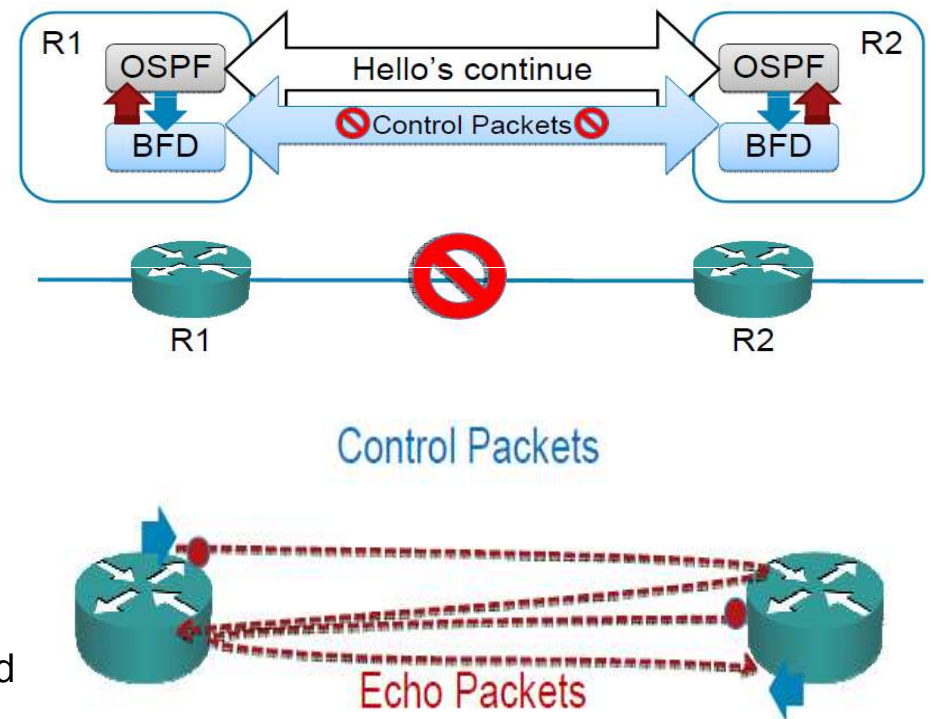 R1
R2
OSPF
Hello's continue
OSPF
BFD
Control Packets
BFD
R1
R2
Control Packets
Echo Packets
d